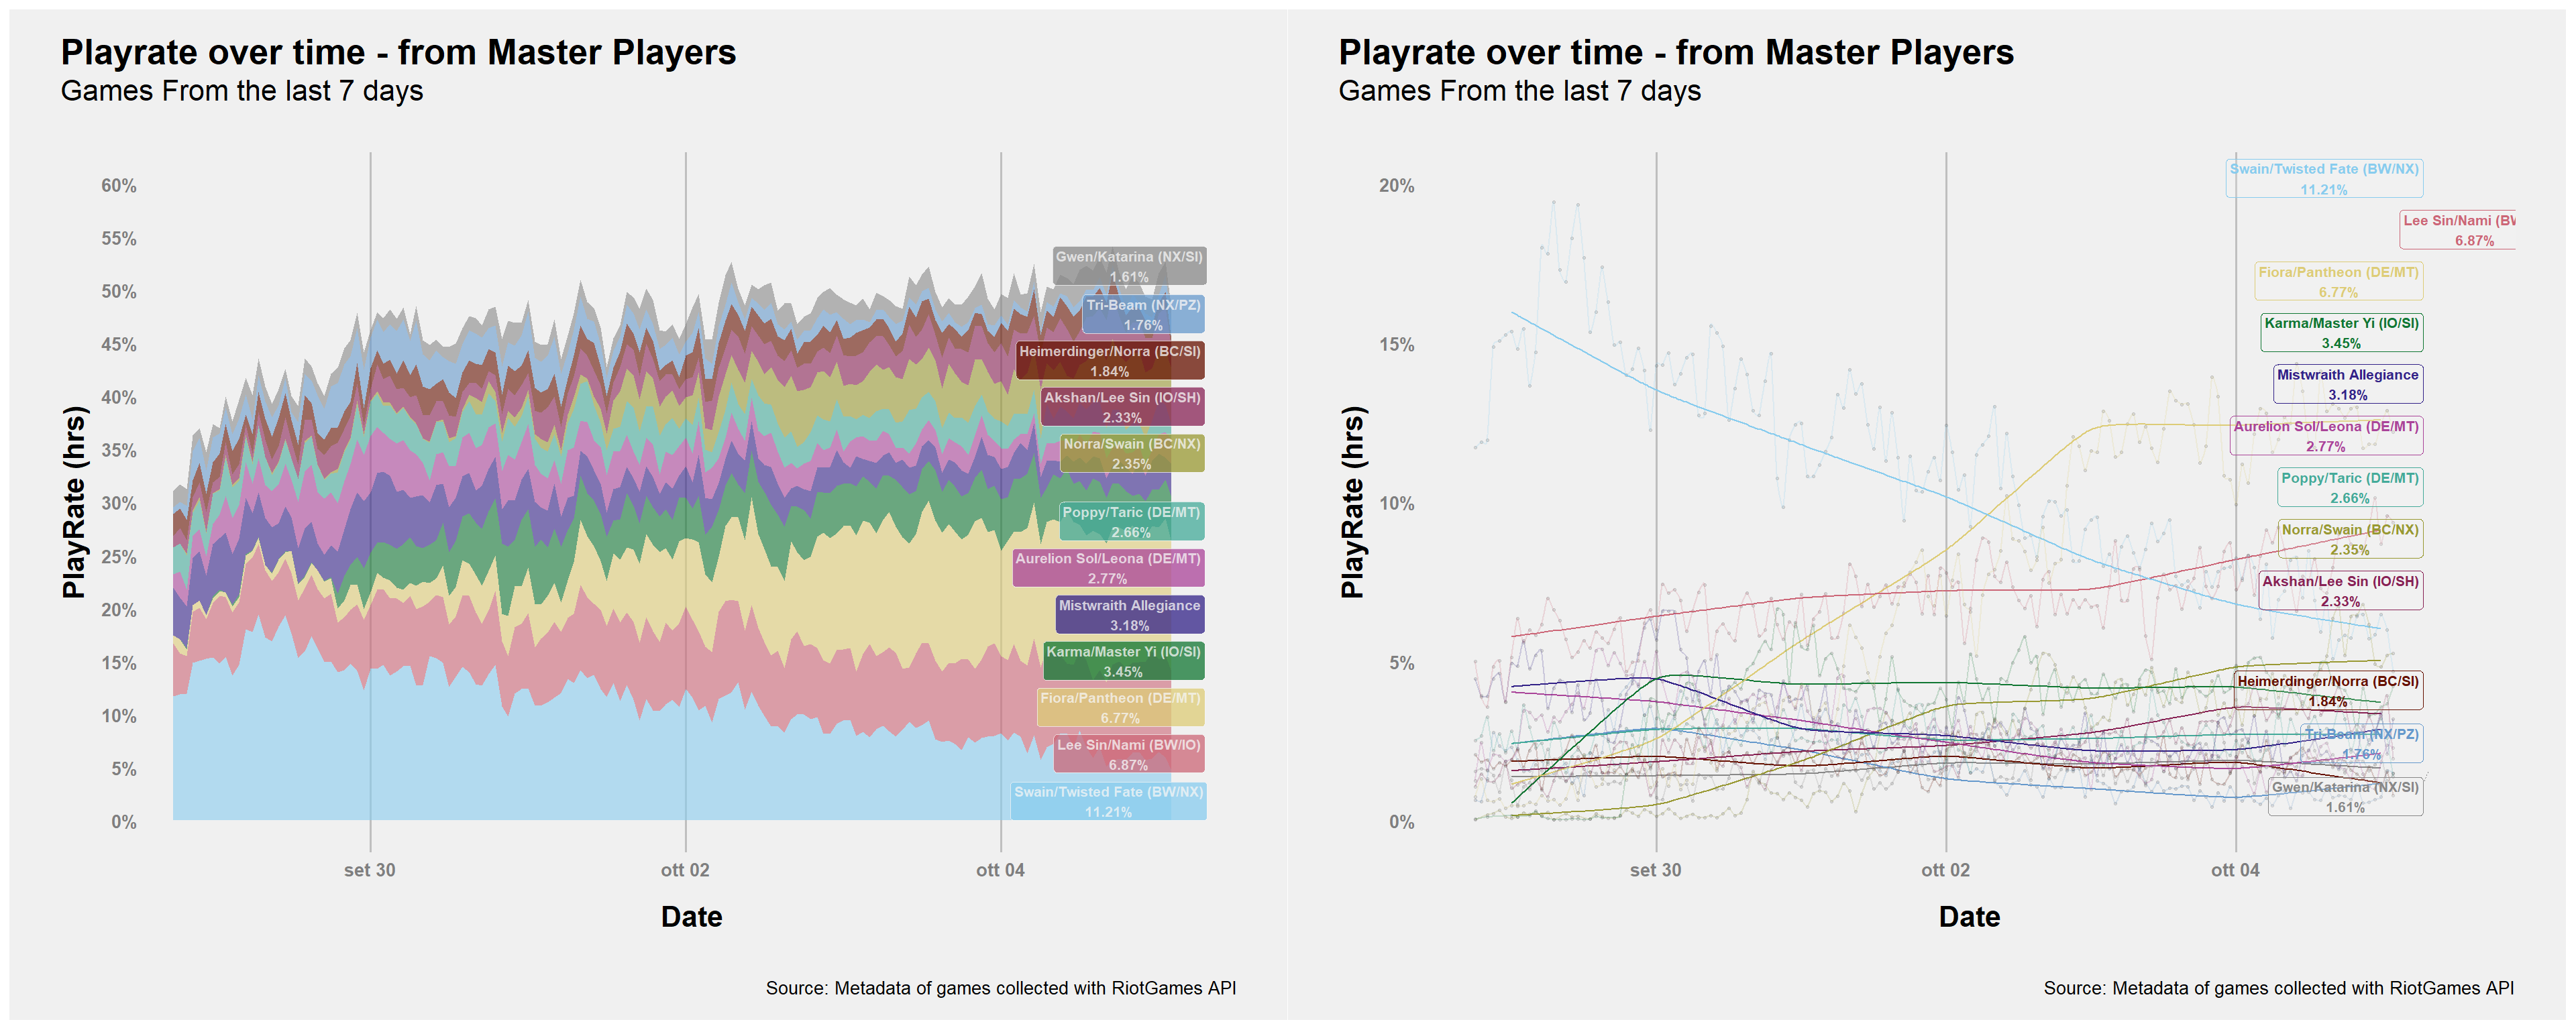 Playrate over time - from Master Players
Games From the last 7 days
60%
55%
50%
45%
40%
35%
30%
25%
20%
15%
10%
5%
0%
PlayRate (hrs)
Gwen/Katarina (NX/SI)
1.61%
Tri-Beam (NX/PZ)
1.76%
Heimerdinger/Norra (BC/SI)
1.84%
Akshan/Lee Sin (IO/SH)
2.33%
Norra/Swain (BC/NX)
2.35%
Poppy/Taric (DE/MT)
2.66%
Aurelion Sol/Leona (DE/MT)
2.77%
Mistwraith Allegiance
3.18%
Karma/Master Yi (IO/SI)
3.45%
Fiora/Pantheon (DE/MT)
6.77%
Lee Sin/Nami (BW/IO)
6.87%
Swain/Twisted Fate (BW/NX)
11.21%
set 30
ott 02
ott 04
Date
Source: Metadata of games collected with RiotGames API
Playrate over time - from Master Players
Games From the last 7 days
20%
15%
10%
5%
0%
PlayRate (hrs)
Swain/Twisted Fate (BW/NX)
11.21%
Lee Sin/Nami (BW
6.87%
Fiora/Pantheon (DE/MT)
6.77%
Karma/Master Yi (IO/SI)
3.45%
Mistwraith Allegiance
3.18%
Aurelion Sol/Leona (DE/MT)
2.77%
Poppy/Taric (DE/MT)
2.66%
Norra/Swain (BC/NX)
2.35%
Akshan/Lee Sin (IO/SH)
2.33%
Heimerdinger/Norra (BC/SI)
1.84%
Tri-Beam (NX/PZ)
1.76%
Gwen/Katarina (NX/SI)
1.61%
set 30
ott 02
ott 04
Date
Source: Metadata of games collected with RiotGames API